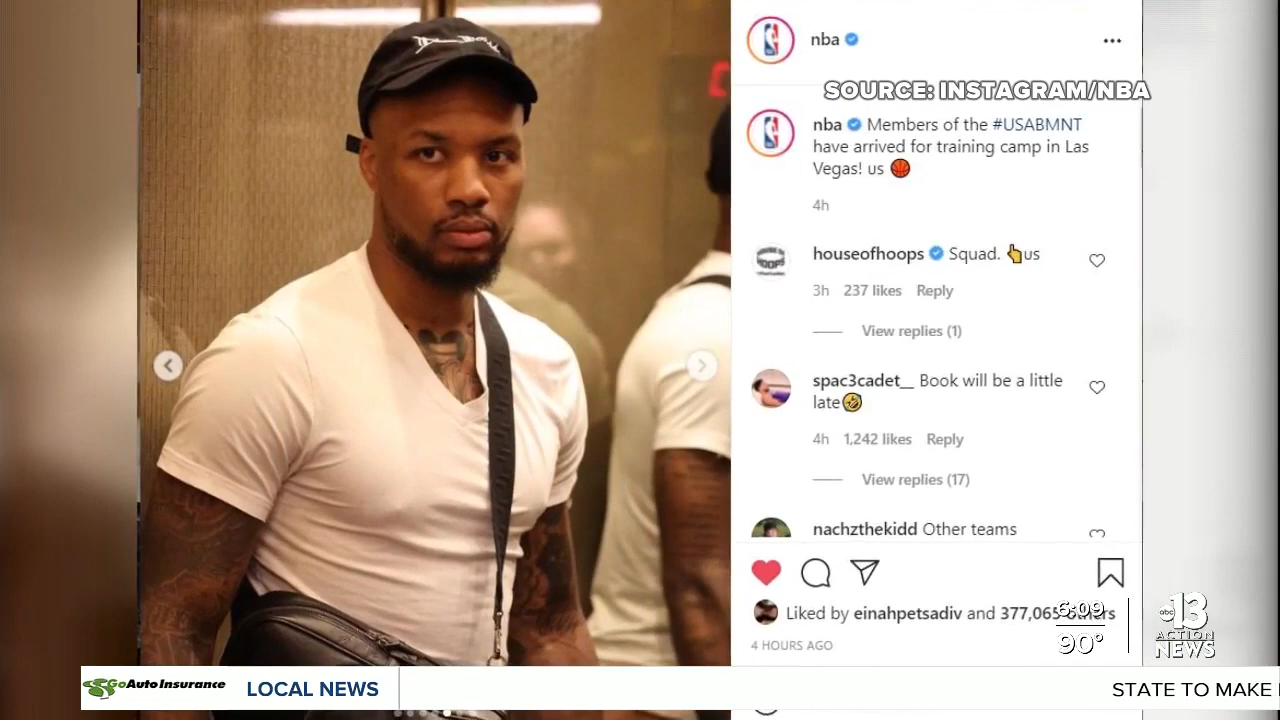 nba
SOURCE: INSTAGRAM/NBA
nba Members of the #USABMNT
have arrived for training camp in Las
Vegas! us 🏀
4h
houseofhoops Squad. 👆us
3h 237 likes Reply
View replies (1)
spac3cadet__ Book will be a little
late🤣
4h 1,242 likes Reply
View replies (17)
nachzthekidd Other teams
Liked by einahpetsadiv and 377,065 others
4 HOURS AGO
6:09
90°
abc 13
ACTION
NEWS
GoAuto Insurance
LOCAL NEWS
STATE TO MAKE